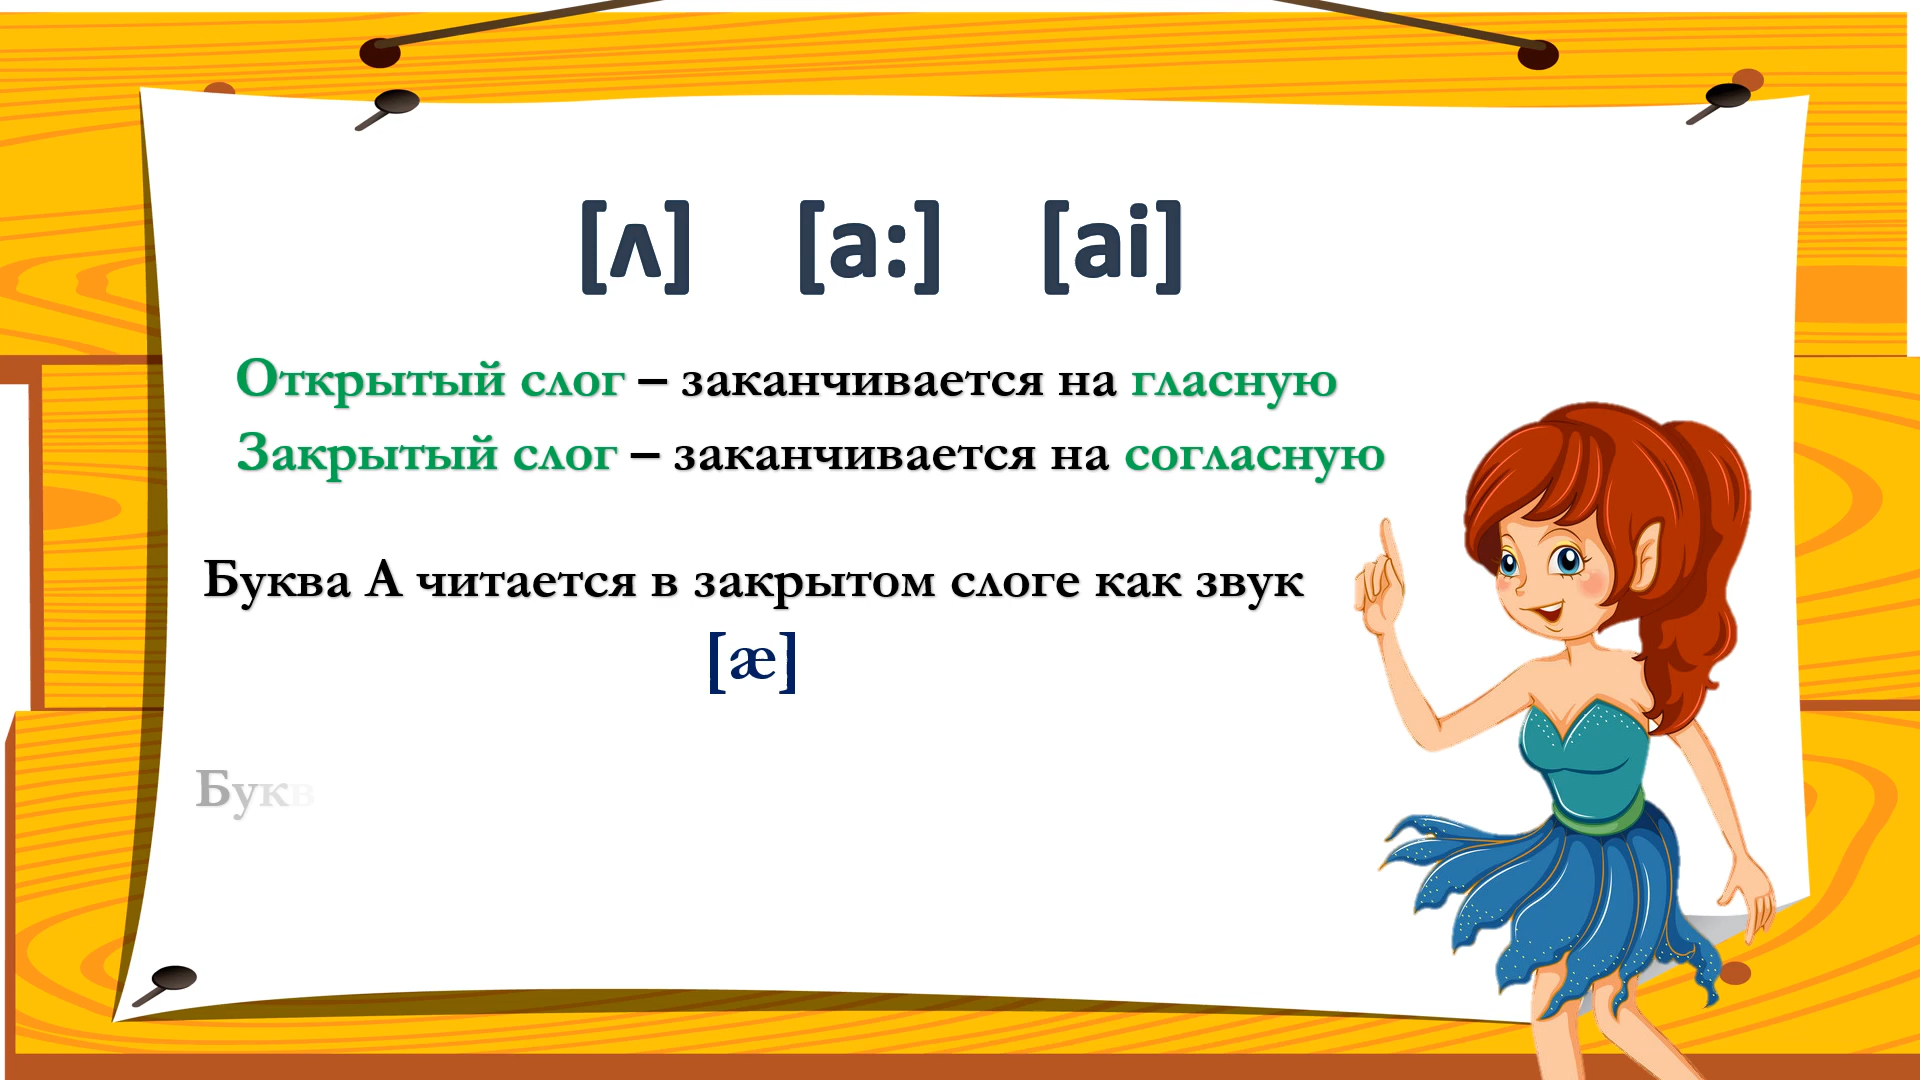 [ʌ] [a:] [ai]
Открытый слог – заканчивается на гласную
Закрытый слог – заканчивается на согласную
Буква А читается в закрытом слоге как звук
[æ]